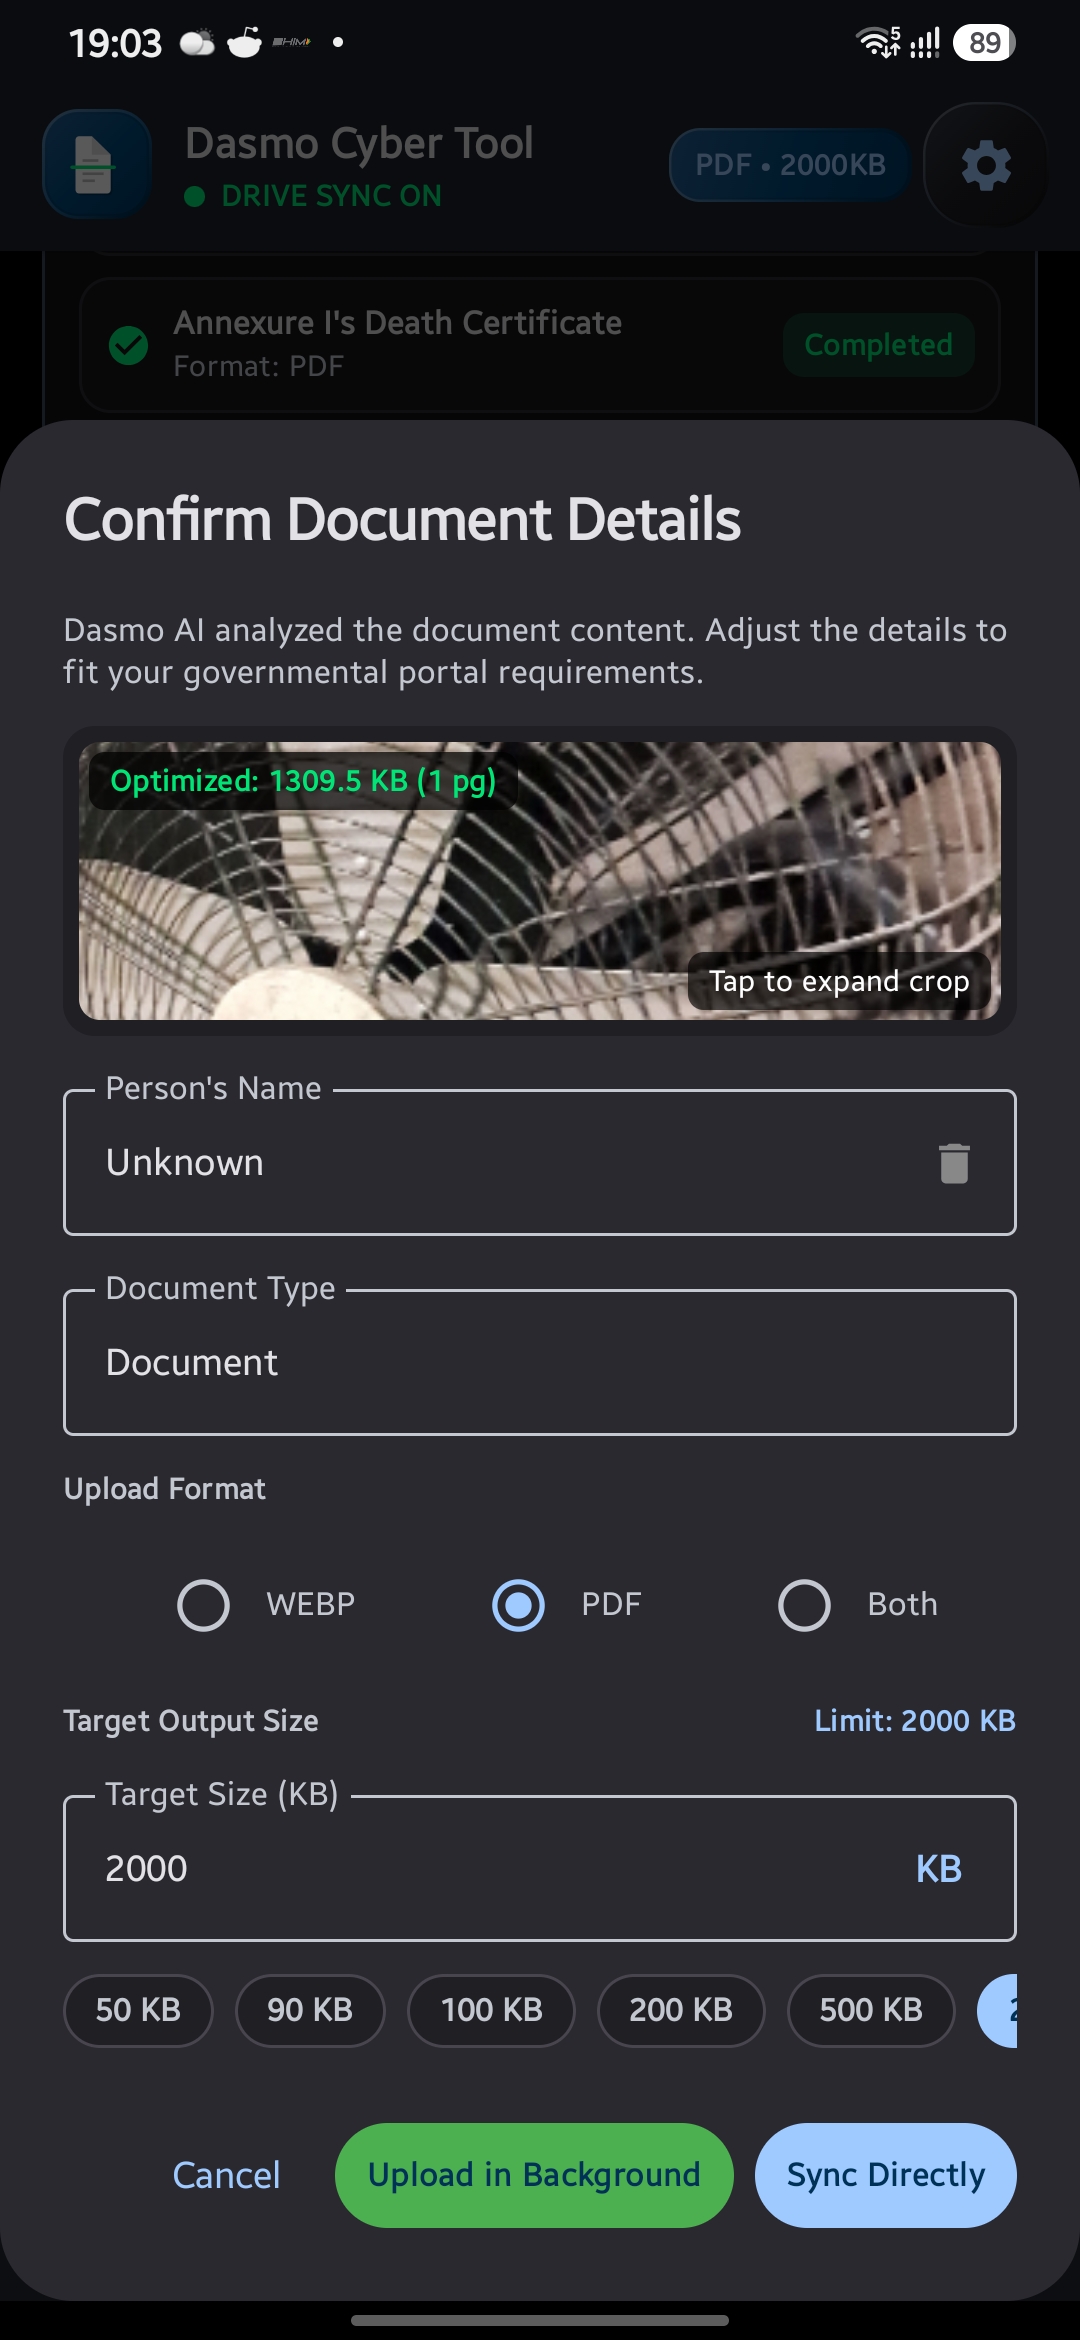 19:03
5
89
Dasmo Cyber Tool
DRIVE SYNC ON
PDF • 2000KB
Annexure I's Death Certificate
Format: PDF
Completed
Confirm Document Details
Dasmo AI analyzed the document content. Adjust the details to
fit your governmental portal requirements.
Optimized: 1309.5 KB (1 pg)
Tap to expand crop
Person's Name
Unknown
Document Type
Document
Upload Format
WEBP
PDF
Both
Target Output Size
Limit: 2000 KB
Target Size (KB)
2000
KB
50 KB
90 KB
100 KB
200 KB
500 KB
Cancel
Upload in Background
Sync Directly